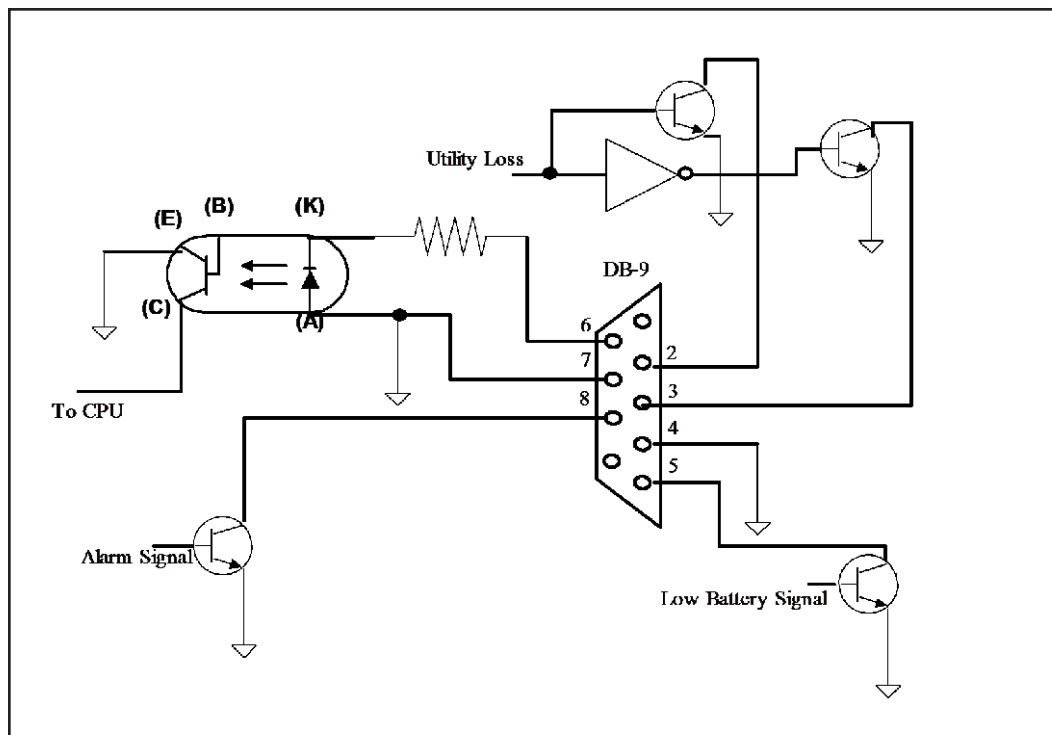 Utility Loss
(E)
(B)
(K)
(C)
(A)
To CPU
DB-9
6
7
8
2
3
4
5
Alarm Signal
Low Battery Signal